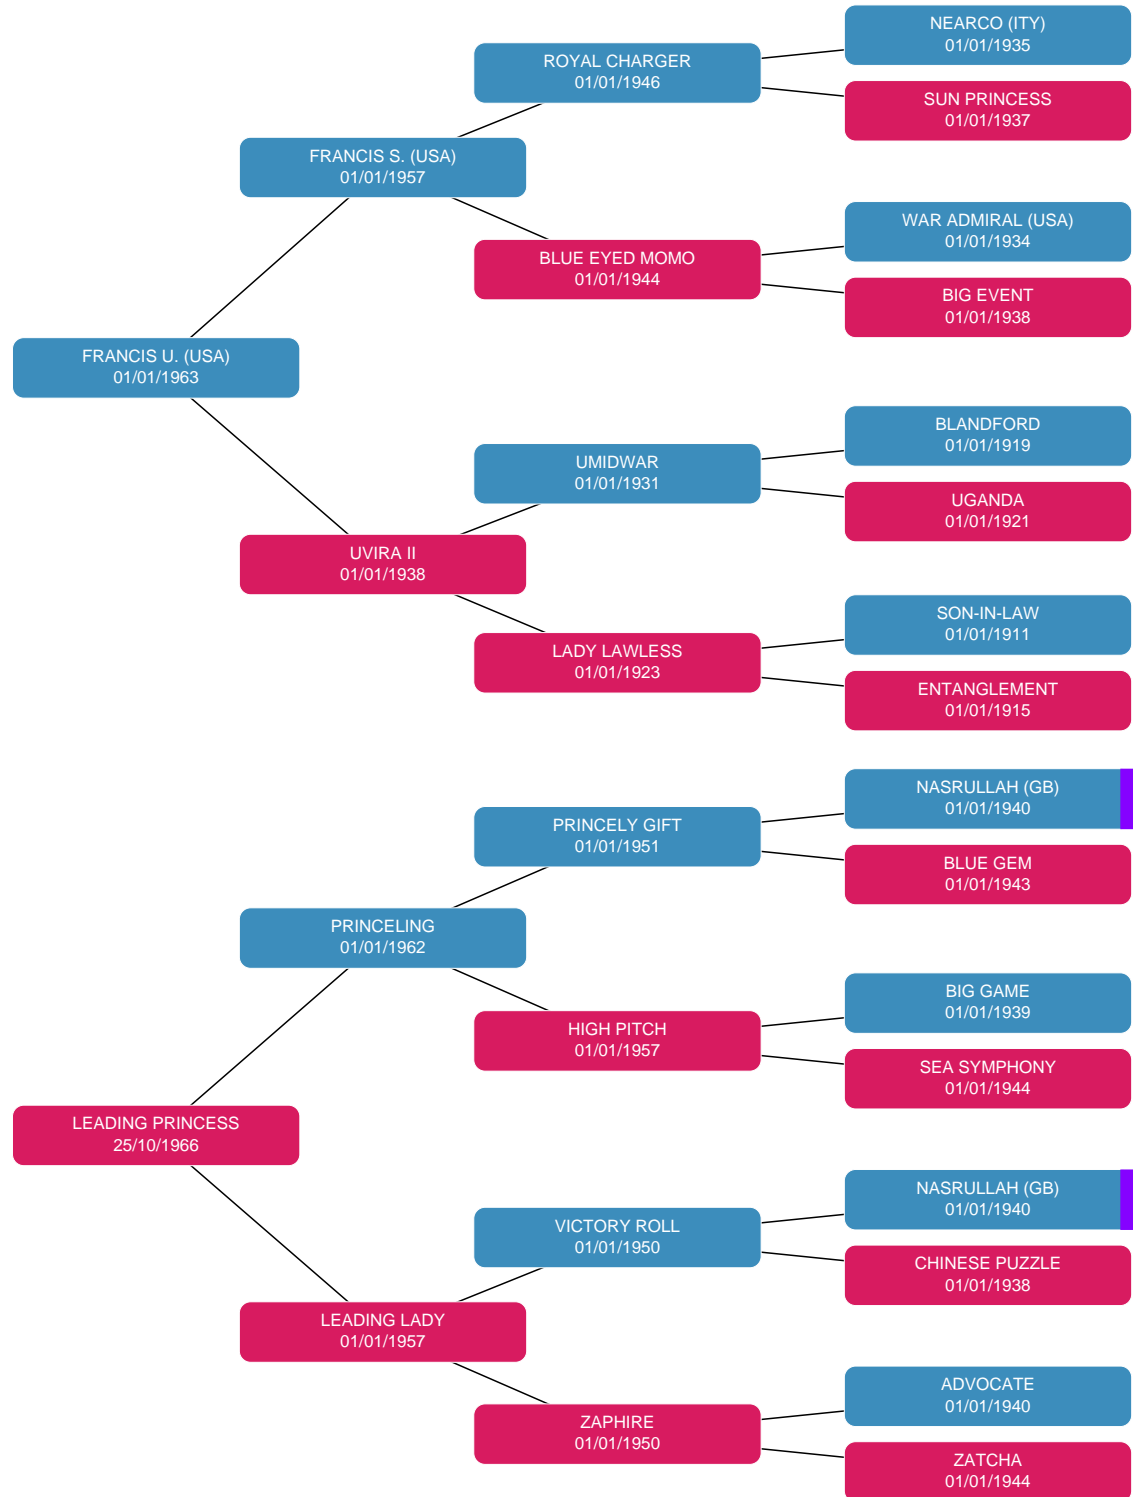 NEARCO (ITY)
01/01/1935
ROYAL CHARGER
01/01/1946
SUN PRINCESS
01/01/1937
FRANCIS S. (USA)
01/01/1957
WAR ADMIRAL (USA)
01/01/1934
BLUE EYED MOMO
01/01/1944
BIG EVENT
01/01/1938
FRANCIS U. (USA)
01/01/1963
BLANDFORD
01/01/1919
UMIDWAR
01/01/1931
UGANDA
01/01/1921
UVIRA II
01/01/1938
SON-IN-LAW
01/01/1911
LADY LAWLESS
01/01/1923
ENTANGLEMENT
01/01/1915
NASRULLAH (GB)
01/01/1940
PRINCELY GIFT
01/01/1951
BLUE GEM
01/01/1943
PRINCELING
01/01/1962
BIG GAME
01/01/1939
HIGH PITCH
01/01/1957
SEA SYMPHONY
01/01/1944
LEADING PRINCESS
25/10/1966
NASRULLAH (GB)
01/01/1940
VICTORY ROLL
01/01/1950
CHINESE PUZZLE
01/01/1938
LEADING LADY
01/01/1957
ADVOCATE
01/01/1940
ZAPHIRE
01/01/1950
ZATCHA
01/01/1944